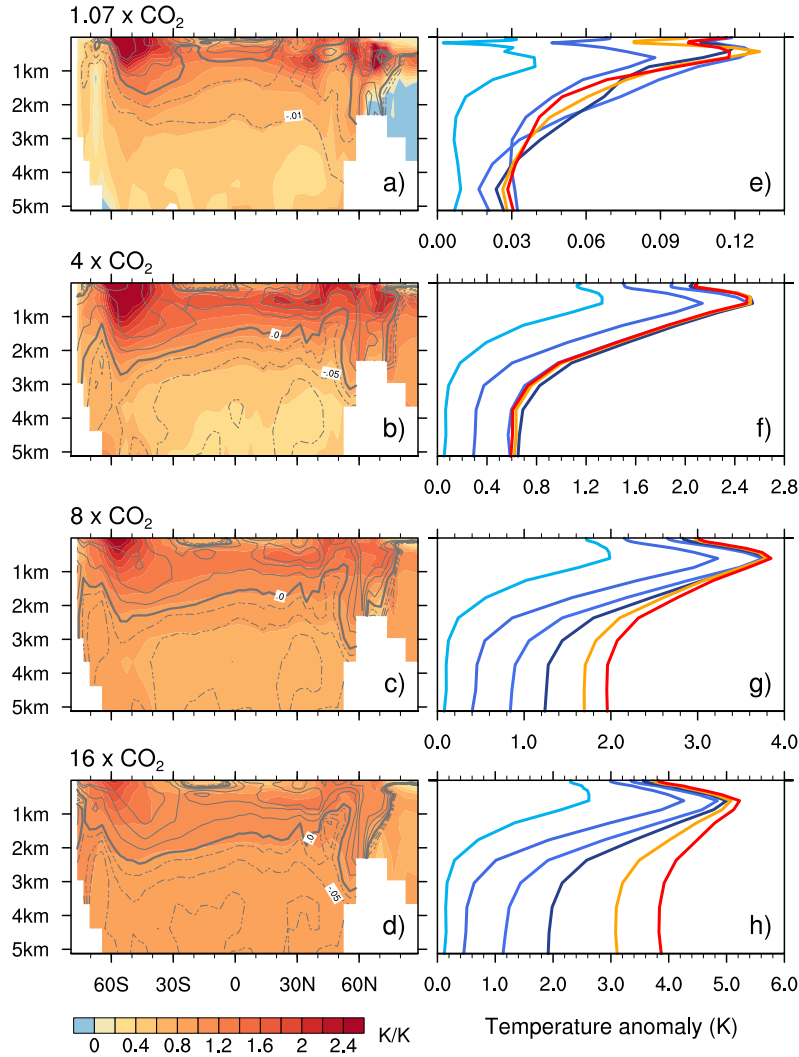 1.07 x CO2
1km
2km
3km
4km
5km
-.01
a)
e)
0.00 0.03 0.06 0.09 0.12
4 x CO2
1km
2km
3km
4km
5km
.0
-.05
b)
f)
0.0 0.4 0.8 1.2 1.6 2.0 2.4 2.8
8 x CO2
1km
2km
3km
4km
5km
.0
c)
g)
0.0 1.0 2.0 3.0 4.0
16 x CO2
1km
2km
3km
4km
5km
.0
-.05
d)
h)
60S 30S 0 30N 60N
0.0 1.0 2.0 3.0 4.0 5.0 6.0
0 0.4 0.8 1.2 1.6 2 2.4
K/K
Temperature anomaly (K)